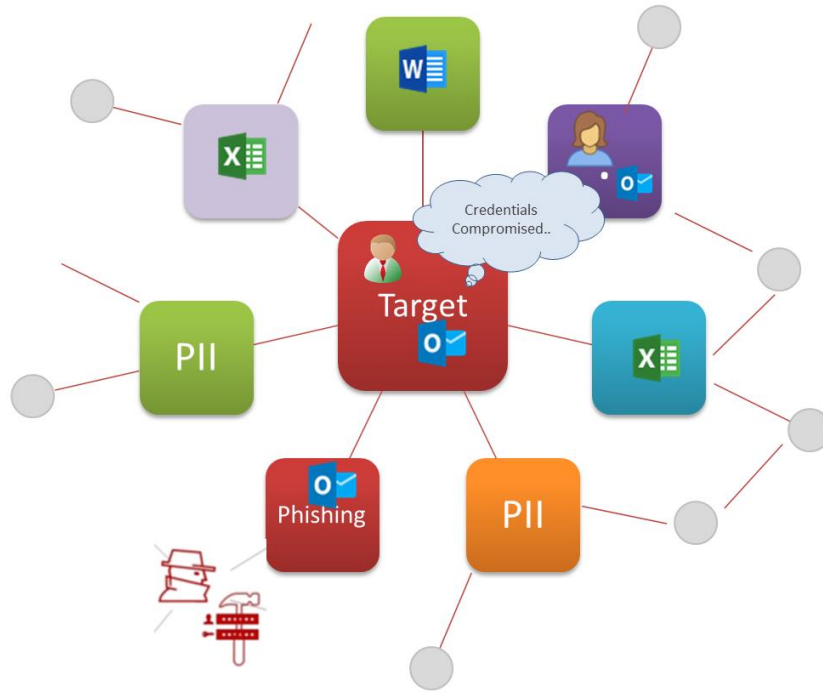 W
X
O
Credentials
Compromised..
Target
O
PII
X
O
Phishing
PII